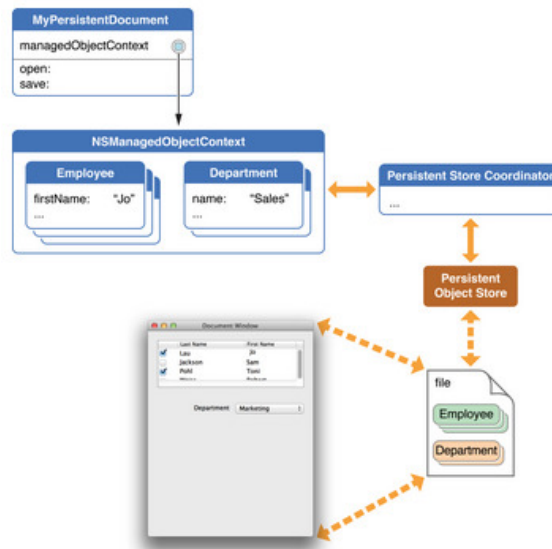 MyPersistentDocument
managedObjectContext
open:
save:
NSManagedObjectContext
Employee
firstName: “Jo”
...
Department
name: “Sales”
...
Persistent Store Coordinator
...
Persistent
Object Store
file
Employee
Department
Document Window
Last Name First Name
Lau Jo
Jackson Sam
Pohl Toni
Department Marketing